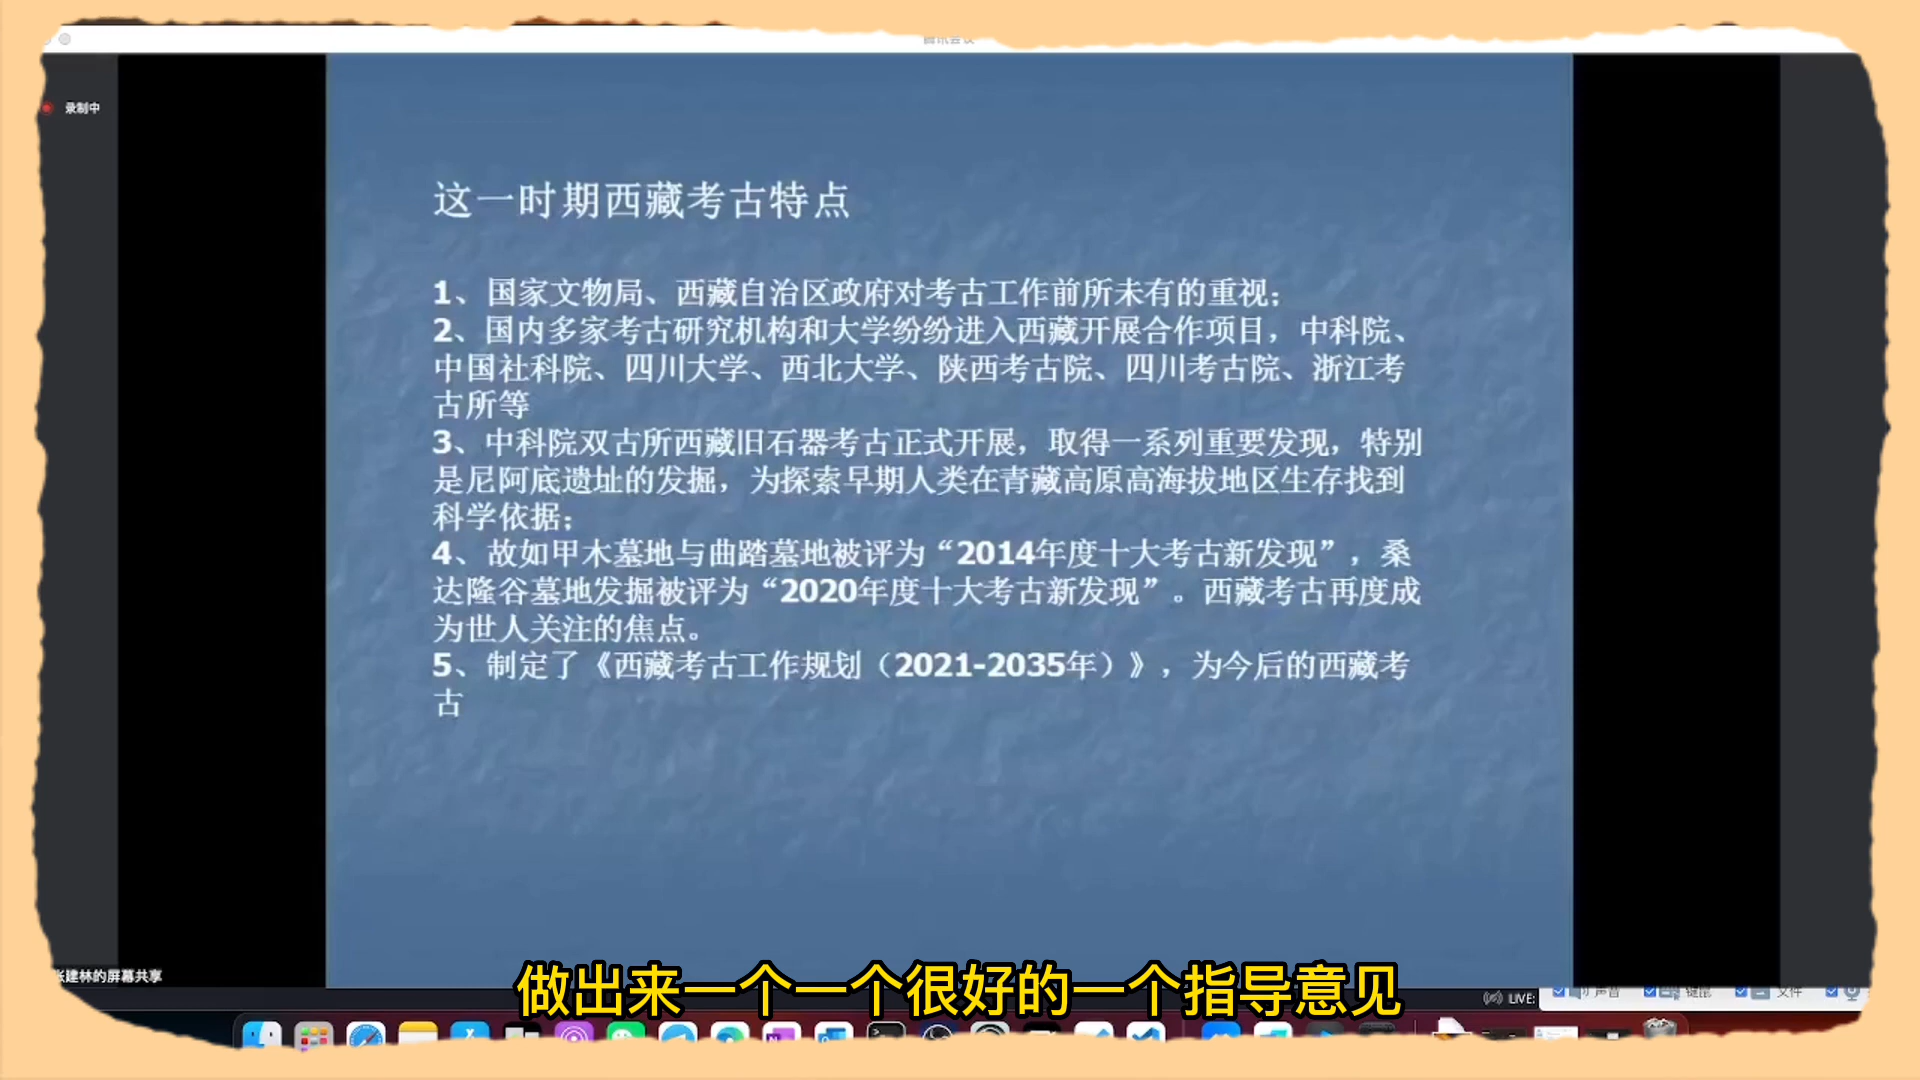 录制中
这一时期西藏考古特点
1、国家文物局、西藏自治区政府对考古工作前所未有的重视；
2、国内多家考古研究机构和大学纷纷进入西藏开展合作项目，中科院、
中国社科院、四川大学、西北大学、陕西考古院、四川考古院、浙江考
古所等
3、中科院双古所西藏旧石器考古正式开展，取得一系列重要发现，特别
是尼阿底遗址的发掘，为探索早期人类在青藏高原高海拔地区生存找到
科学依据；
4、故如甲木墓地与曲踏墓地被评为“2014年度十大考古新发现”，桑
达隆谷墓地发掘被评为“2020年度十大考古新发现”。西藏考古再度成
为世人关注的焦点。
5、制定了《西藏考古工作规划（2021-2035年）》，为今后的西藏考
古
张建林的屏幕共享
做出来一个一个很好的一个指导意见
LIVE: